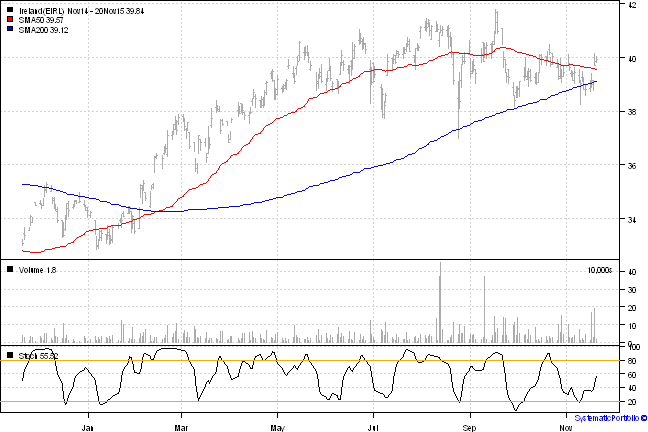 Ireland(EIRL) Nov14 - 20Nov15 39.84
SMA50 39.57
SMA200 39.12
42
40
38
36
34
Volume 1.8
10,000s
40
30
20
10
0
Stoch 55.92
100
80
60
40
20
Jan Mar May Jul Sep Nov
SystematicPortfolio ©